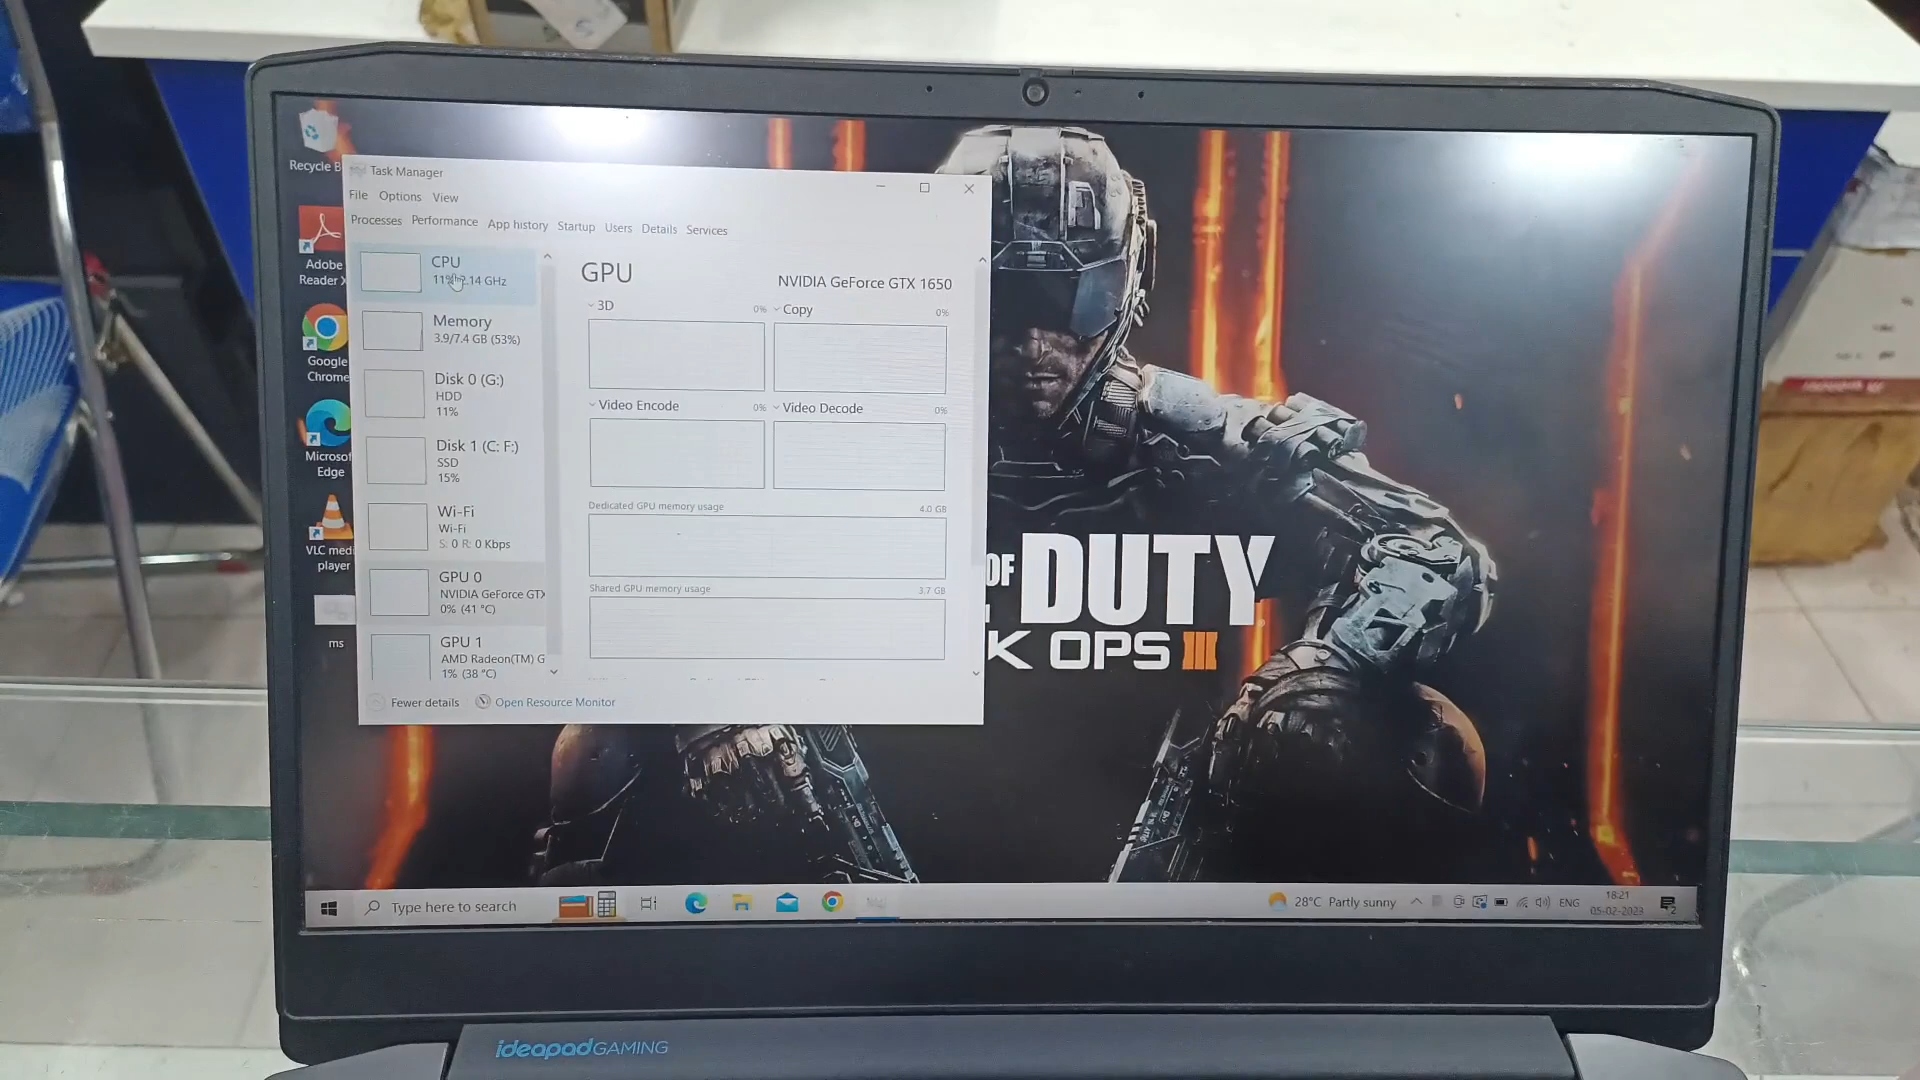 Recycle B
Adobe
Reader X
Google
Chrome
Microsof
Edge
VLC medi
player
ms
Task Manager
File Options View
Processes Performance App history Startup Users Details Services
CPU
11% 2.14 GHz
Memory
3.9/7.4 GB (53%)
Disk 0 (G:)
HDD
11%
Disk 1 (C: F:)
SSD
15%
Wi-Fi
Wi-Fi
S: 0 R: 0 Kbps
GPU 0
NVIDIA GeForce GTX
0% (41 °C)
GPU 1
AMD Radeon(TM) G
1% (38 °C)
GPU
NVIDIA GeForce GTX 1650
3D 0%
Copy 0%
Video Encode 0%
Video Decode 0%
Dedicated GPU memory usage 4.0 GB
Shared GPU memory usage 3.7 GB
Fewer details Open Resource Monitor
OF DUTY
K OPS III
Type here to search
28°C Partly sunny
ENG
18:21
05-02-2023
2
ideapad GAMING